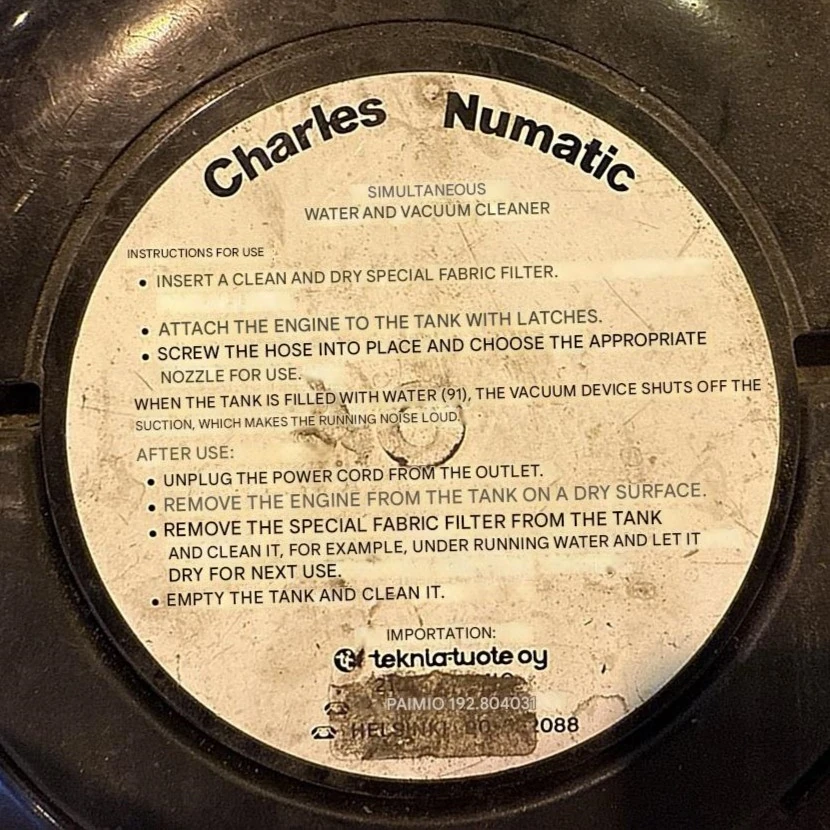 Charles Numatic
SIMULTANEOUS
WATER AND VACUUM CLEANER
INSTRUCTIONS FOR USE
• INSERT A CLEAN AND DRY SPECIAL FABRIC FILTER.
• ATTACH THE ENGINE TO THE TANK WITH LATCHES.
• SCREW THE HOSE INTO PLACE AND CHOOSE THE APPROPRIATE
NOZZLE FOR USE.
WHEN THE TANK IS FILLED WITH WATER (91), THE VACUUM DEVICE SHUTS OFF THE
SUCTION, WHICH MAKES THE RUNNING NOISE LOUD.
AFTER USE:
• UNPLUG THE POWER CORD FROM THE OUTLET.
• REMOVE THE ENGINE FROM THE TANK ON A DRY SURFACE.
• REMOVE THE SPECIAL FABRIC FILTER FROM THE TANK
AND CLEAN IT, FOR EXAMPLE, UNDER RUNNING WATER AND LET IT
DRY FOR NEXT USE.
• EMPTY THE TANK AND CLEAN IT.
IMPORTATION:
teknia-tuote oy
PAIMIO 192.804031
HELSINKI 2088